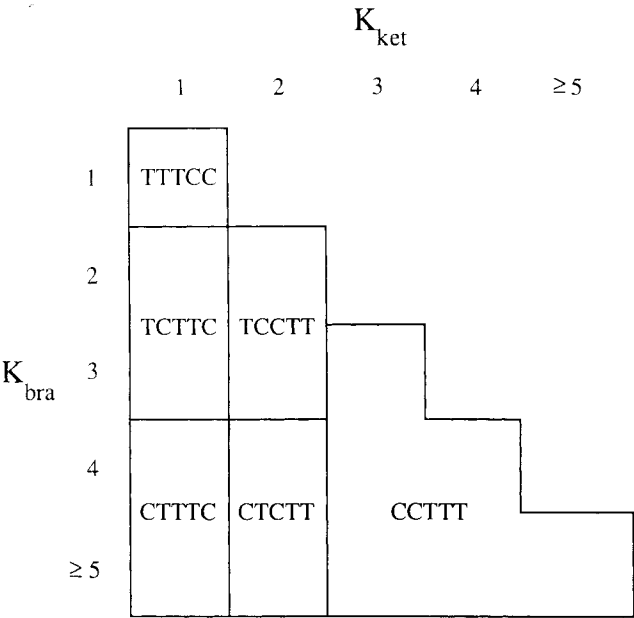 K_ket
1 2 3 4 ≥5
1 TTTCC
2
TCTTC TCCTT
K_bra 3
4
CTTTC CTCTT CCTTT
≥5